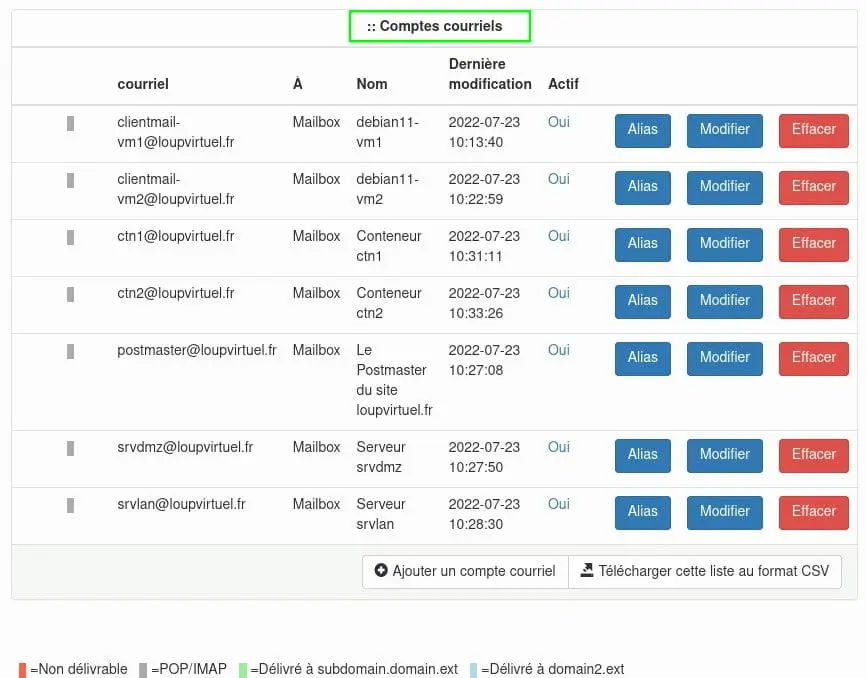 :: Comptes courriels
Dernière
courriel À Nom modification Actif
clientmail- Mailbox debian11- 2022-07-23 Oui Alias Modifier Effacer
vm1@loupvirtuel.fr vm1 10:13:40
clientmail- Mailbox debian11- 2022-07-23 Oui Alias Modifier Effacer
vm2@loupvirtuel.fr vm2 10:22:59
ctn1@loupvirtuel.fr Mailbox Conteneur 2022-07-23 Oui Alias Modifier Effacer
ctn1 10:31:11
ctn2@loupvirtuel.fr Mailbox Conteneur 2022-07-23 Oui Alias Modifier Effacer
ctn2 10:33:26
postmaster@loupvirtuel.fr Mailbox Le 2022-07-23 Oui Alias Modifier Effacer
Postmaster 10:27:08
du site
loupvirtuel.fr
srvdmz@loupvirtuel.fr Mailbox Serveur 2022-07-23 Oui Alias Modifier Effacer
srvdmz 10:27:50
srvlan@loupvirtuel.fr Mailbox Serveur 2022-07-23 Oui Alias Modifier Effacer
srvlan 10:28:30
Ajouter un compte courriel Télécharger cette liste au format CSV
=Non délivrable =POP/IMAP =Délivré à subdomain.domain.ext =Délivré à domain2.ext